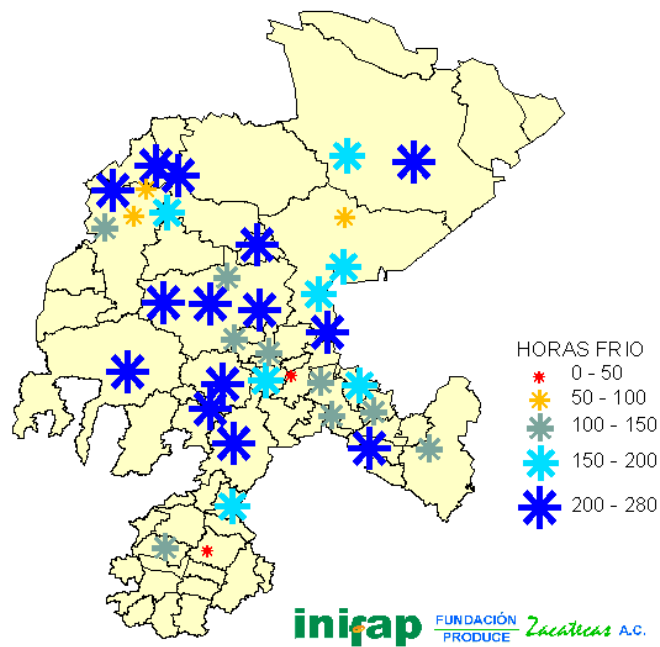 HORAS FRIO
0 - 50
50 - 100
100 - 150
150 - 200
200 - 280
inifap
FUNDACIÓN
PRODUCE
Zacatecas A.C.